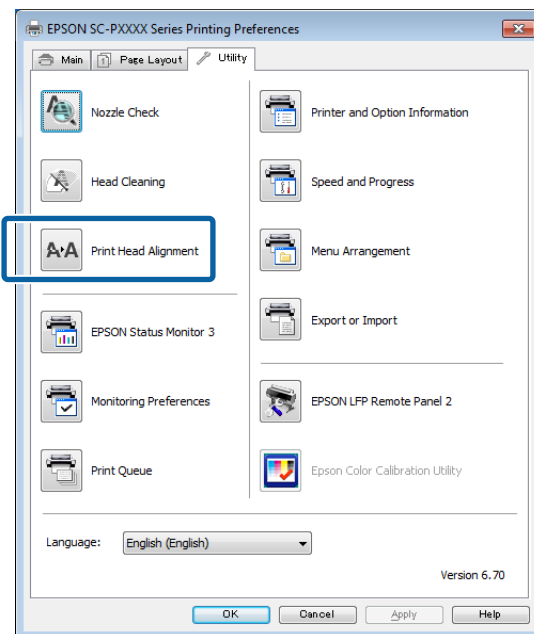 EPSON SC-PXXXX Series Printing Preferences
Main
Page Layout
Utility
Nozzle Check
Printer and Option Information
Head Cleaning
Speed and Progress
A A Print Head Alignment
Menu Arrangement
Export or Import
EPSON Status Monitor 3
Monitoring Preferences
EPSON LFP Remote Panel 2
Print Queue
Epson Color Calibration Utility
Language: English (English)
Version 6.70
OK Cancel Apply Help